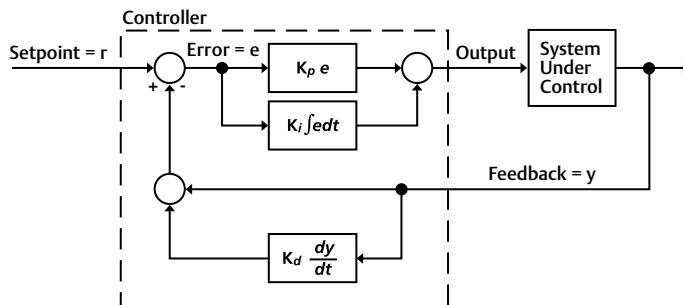 Controller
Setpoint = r
Error = e
Kp e
Output
System
Under
Control
+ -
Ki ∫edt
Feedback = y
Kd dy/dt